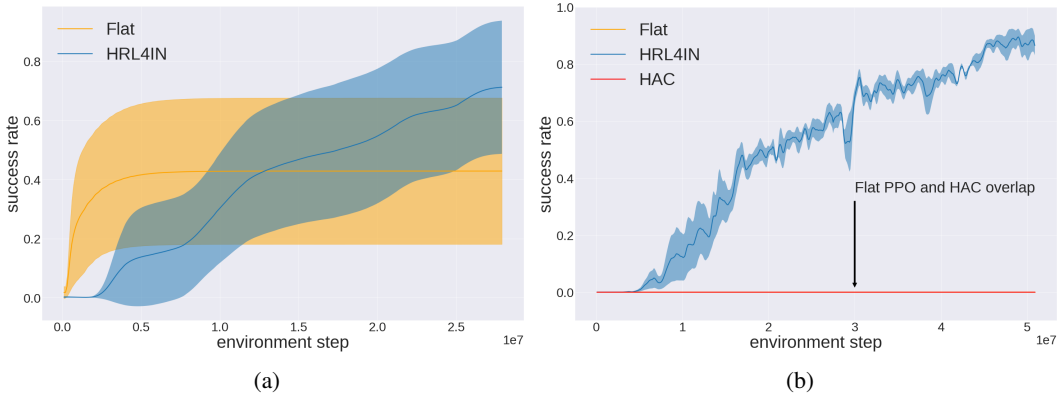 Flat
HRL4IN
success rate
0.8
0.6
0.4
0.2
0.0
0.0 0.5 1.0 1.5 2.0 2.5
1e7
environment step
(a)
Flat
HRL4IN
HAC
success rate
1.0
0.8
0.6
0.4
0.2
0.0
Flat PPO and HAC overlap
0 1 2 3 4 5
1e7
environment step
(b)